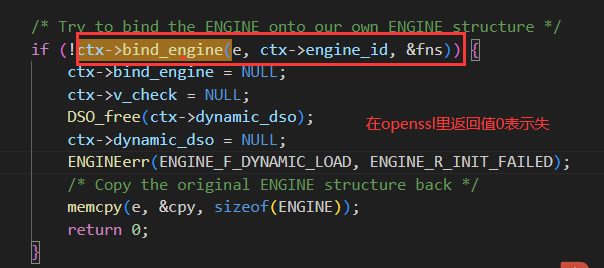 /* Try to bind the ENGINE onto our own ENGINE structure */
if (!ctx->bind_engine(e, ctx->engine_id, &fns)) {
ctx->bind_engine = NULL;
ctx->v_check = NULL;
DSO_free(ctx->dynamic_dso);
在openssl里返回值0表示失
ctx->dynamic_dso = NULL;
ENGINEerr(ENGINE_F_DYNAMIC_LOAD, ENGINE_R_INIT_FAILED);
/* Copy the original ENGINE structure back */
memcpy(e, &cpy, sizeof(ENGINE));
return 0;
}